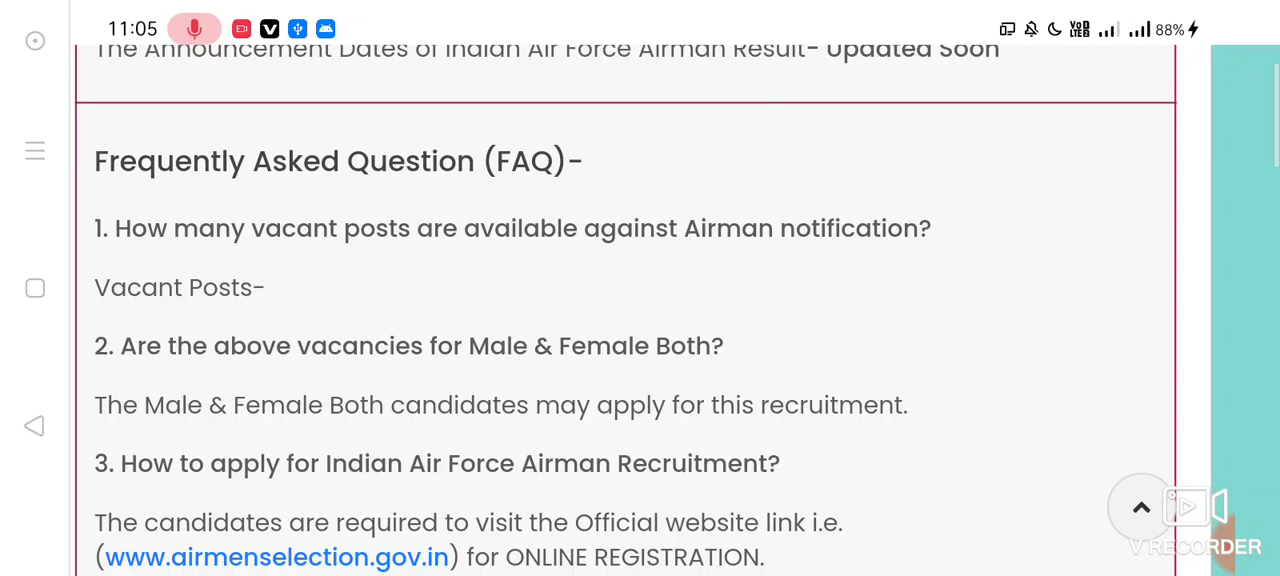 11:05
VoD LTED 88%
The Announcement Dates of Indian Air Force Airman Result- Updated Soon
Frequently Asked Question (FAQ)-
1. How many vacant posts are available against Airman notification?
Vacant Posts-
2. Are the above vacancies for Male & Female Both?
The Male & Female Both candidates may apply for this recruitment.
3. How to apply for Indian Air Force Airman Recruitment?
The candidates are required to visit the Official website link i.e.
(www.airmenselection.gov.in) for ONLINE REGISTRATION.
V RECORDER